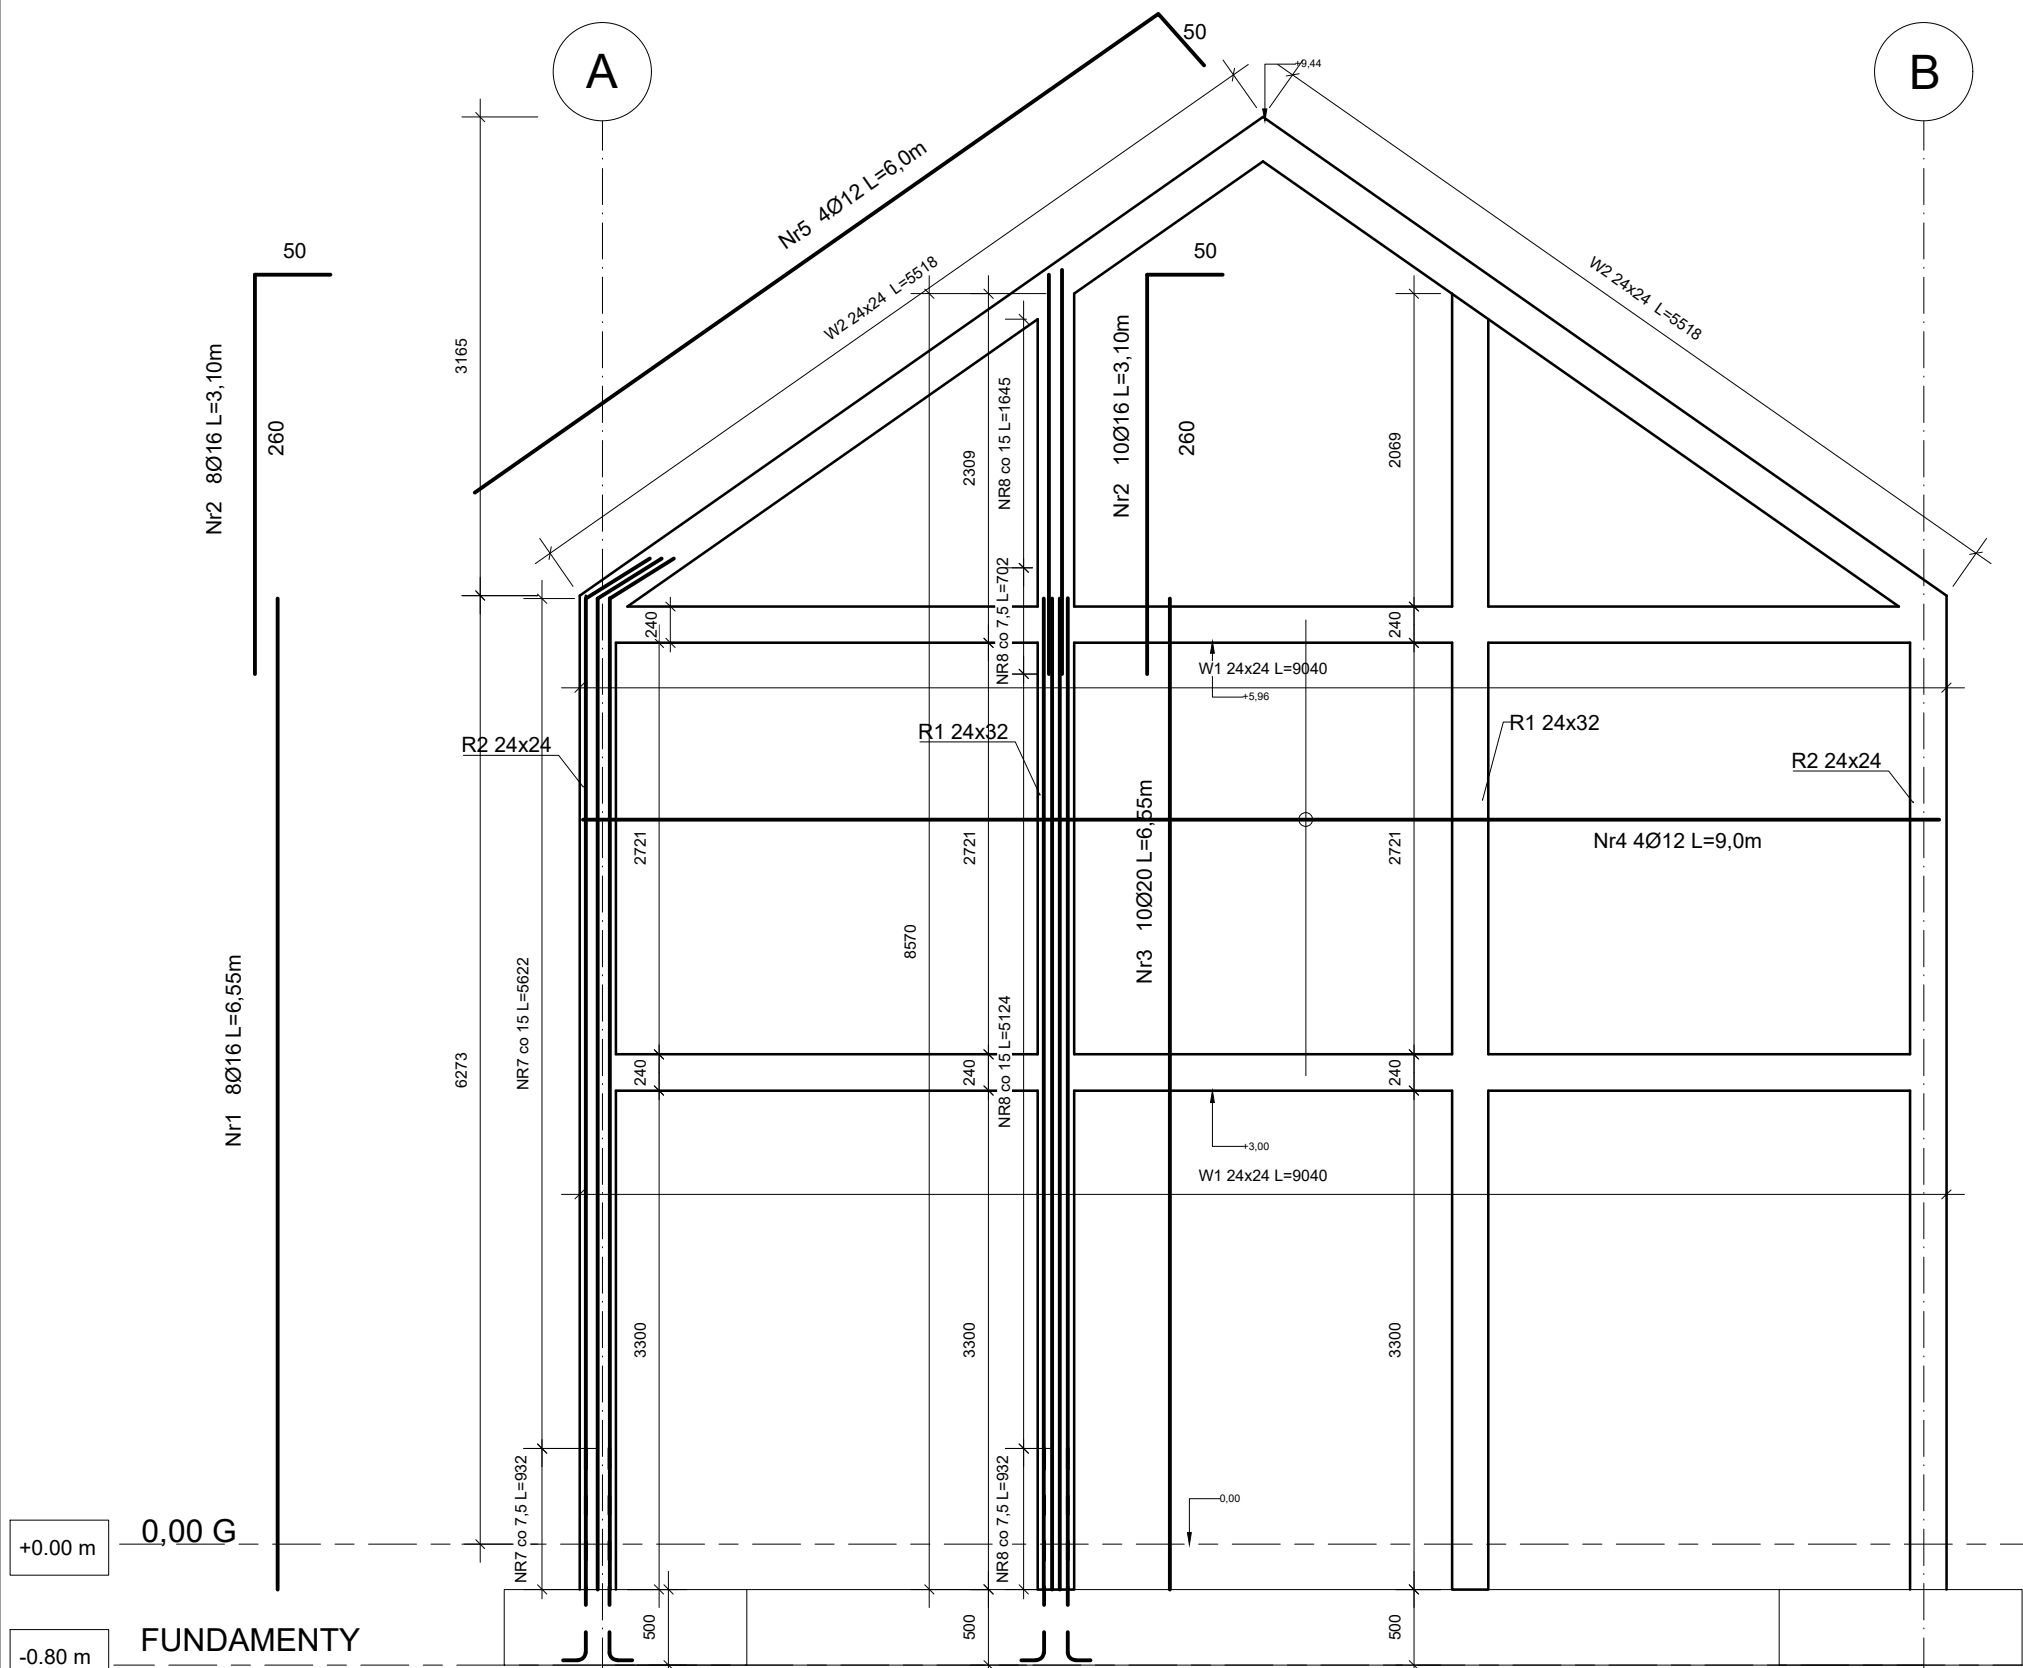 A
B
50
+9,44
Nr5 4Ø12 L=6,0m
50
50
W2 24x24 L=5518
W2 24x24 L=5518
3165
Nr2 8Ø16 L=3,10m
260
2309
NR8 co 15 L=1645
Nr2 10Ø16 L=3,10m
260
2069
NR8 co 7,5 L=702
240
240
W1 24x24 L=9040
+5,96
R2 24x24
R1 24x32
R1 24x32
R2 24x24
2721
2721
2721
Nr4 4Ø12 L=9,0m
Nr3 10Ø20 L=6,55m
8570
Nr1 8Ø16 L=6,55m
NR7 co 15 L=5622
NR8 co 15 L=5124
6273
240
240
240
+3,00
W1 24x24 L=9040
3300
3300
3300
NR7 co 7,5 L=932
NR8 co 7,5 L=932
0,00
+0.00 m
0,00 G
500
500
500
-0.80 m
FUNDAMENTY